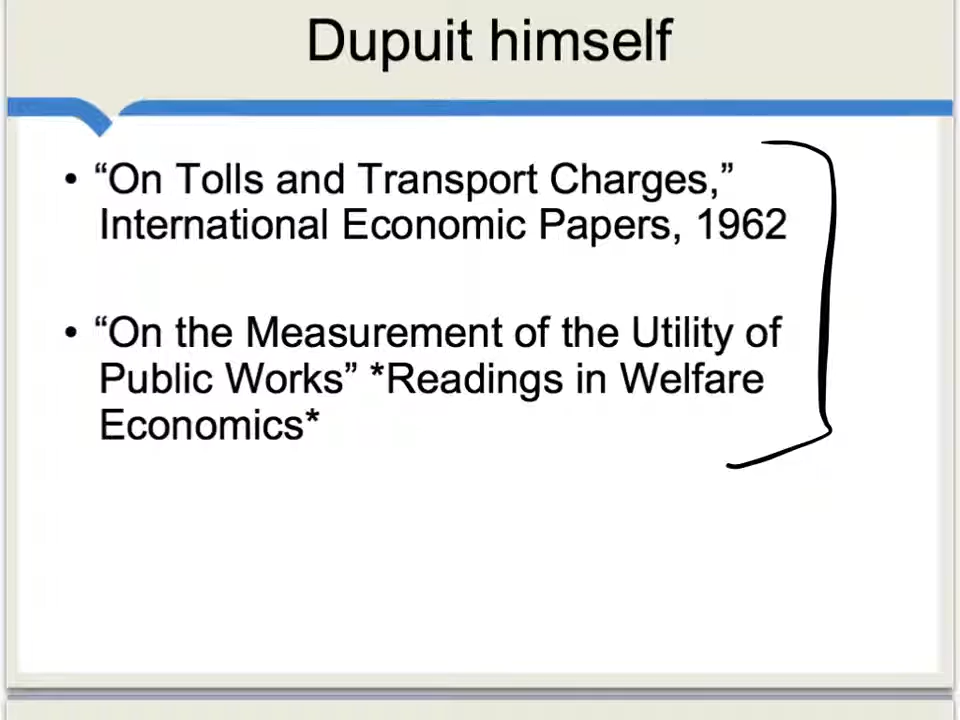 Dupuit himself
• “On Tolls and Transport Charges,”
International Economic Papers, 1962
• “On the Measurement of the Utility of
Public Works” *Readings in Welfare
Economics*